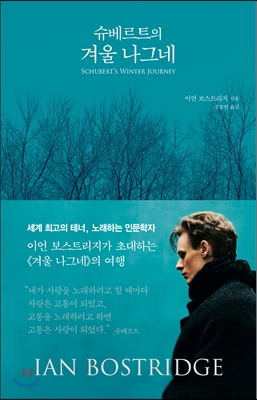 슈베르트의
겨울 나그네
SCHUBERT'S WINTER JOURNEY
이언 보스트리지 지음
장호연 옮김
세계 최고의 테너, 노래하는 인문학자
이언 보스트리지가 초대하는
《겨울 나그네》의 여행
“내가 사랑을 노래하려고 할 때마다
사랑은 고통이 되었고,
고통을 노래하려고 하면
고통은 사랑이 되었다.” _슈베르트
IAN BOSTRIDGE